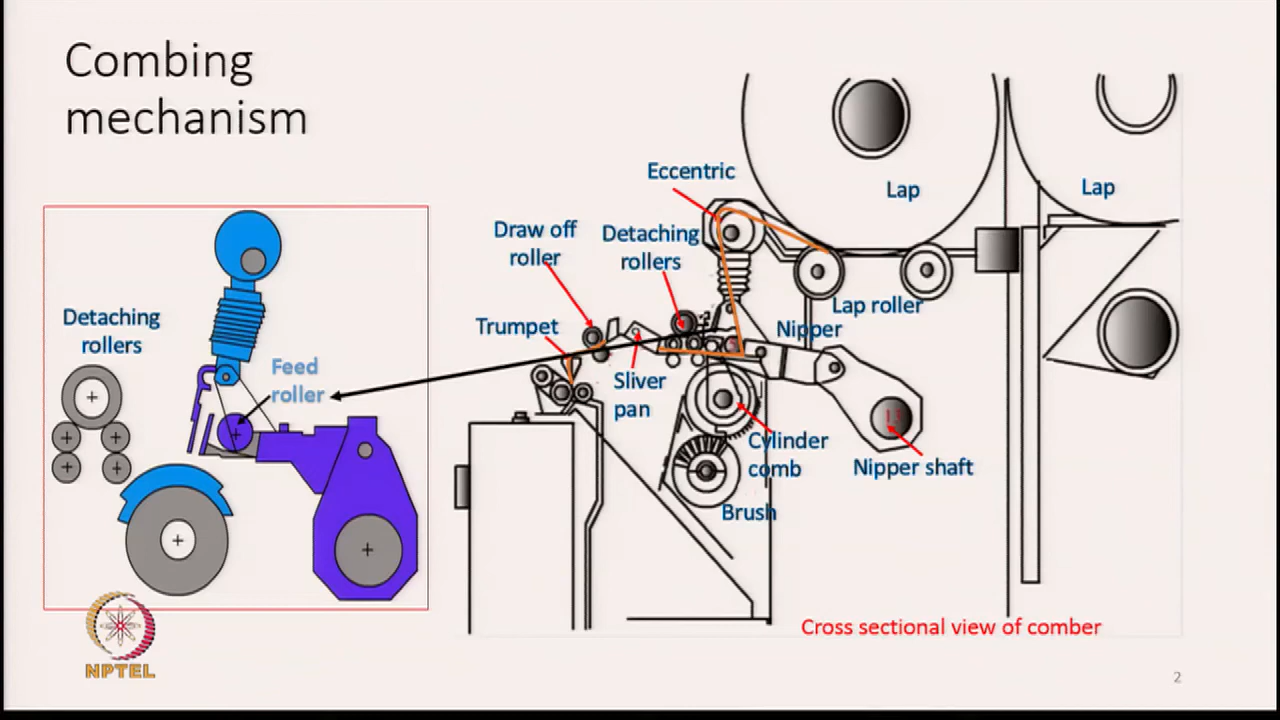 Combing
mechanism
Eccentric
Lap
Lap
Draw off
roller
Detaching
rollers
Lap roller
Trumpet
Nipper
Detaching
rollers
Feed
roller
Sliver
pan
Cylinder
comb
Nipper shaft
Brush
Cross sectional view of comber
NPTEL
2